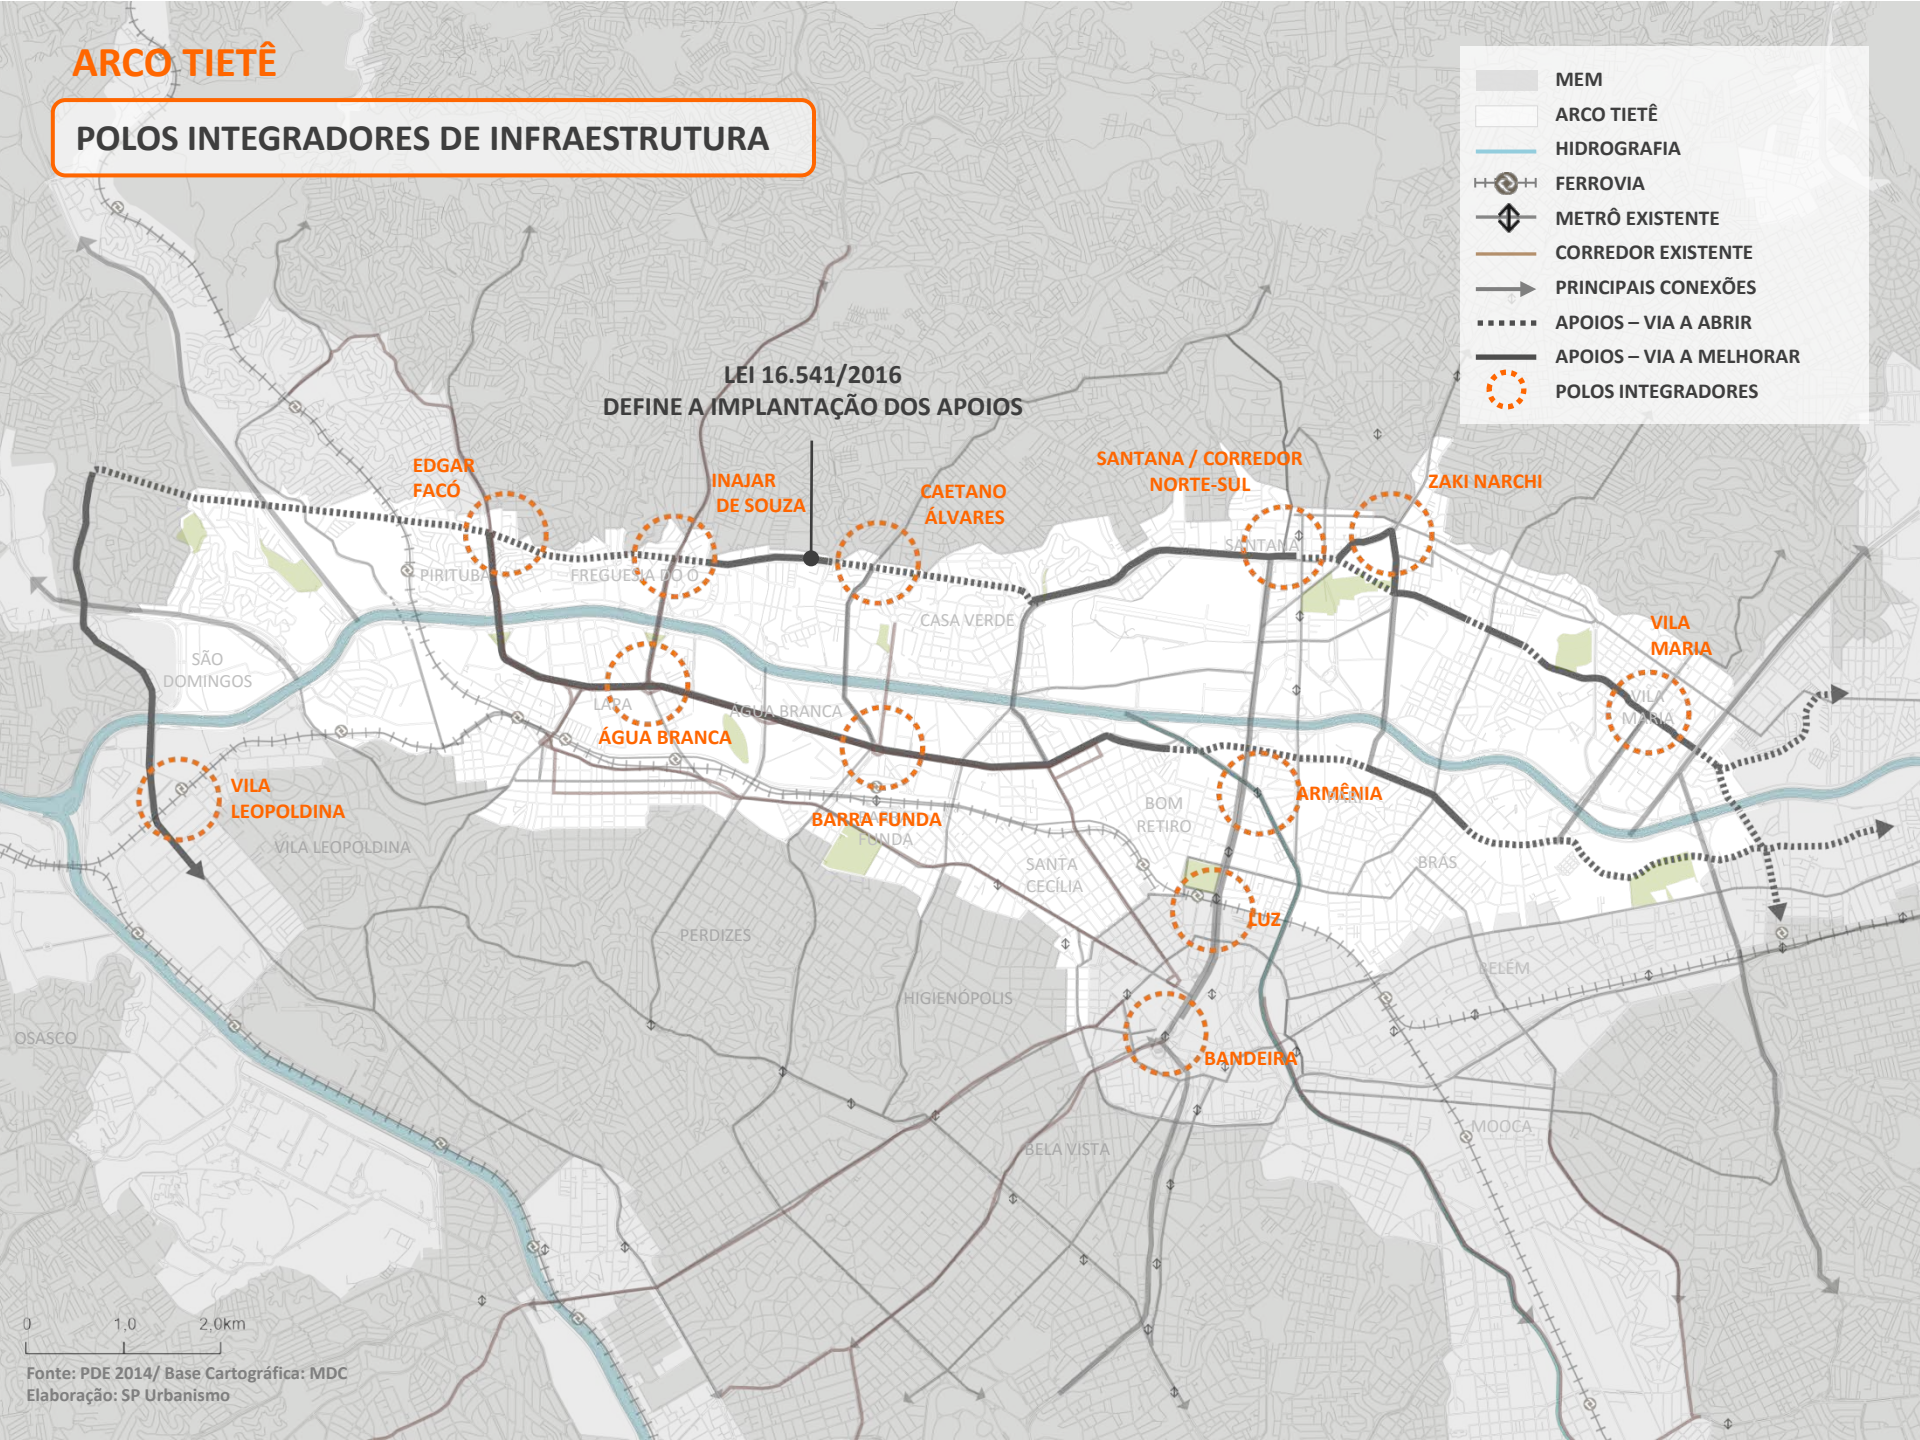 ARCO TIETÊ
POLOS INTEGRADORES DE INFRAESTRUTURA
MEM
ARCO TIETÊ
HIDROGRAFIA
FERROVIA
METRÔ EXISTENTE
CORREDOR EXISTENTE
PRINCIPAIS CONEXÕES
APOIOS – VIA A ABRIR
APOIOS – VIA A MELHORAR
POLOS INTEGRADORES
LEI 16.541/2016
DEFINE A IMPLANTAÇÃO DOS APOIOS
EDGAR
FACÓ
INAJAR
DE SOUZA
CAETANO
ÁLVARES
SANTANA / CORREDOR
NORTE-SUL
ZAKI NARCHI
SANTANA
PIRITUBA
FREGUESIA DO Ó
CASA VERDE
VILA
MARIA
SÃO
DOMINGOS
LAPA
ÁGUA BRANCA
VILA
MARIA
ÁGUA BRANCA
VILA
LEOPOLDINA
ARMÊNIA
BOM
RETIRO
BARRA FUNDA
FUNDA
VILA LEOPOLDINA
SANTA
CECÍLIA
BRÁS
LUZ
PERDIZES
BELÉM
HIGIENÓPOLIS
OSASCO
BANDEIRA
MOOCA
BELA VISTA
0 1,0 2,0km
Fonte: PDE 2014/ Base Cartográfica: MDC
Elaboração: SP Urbanismo